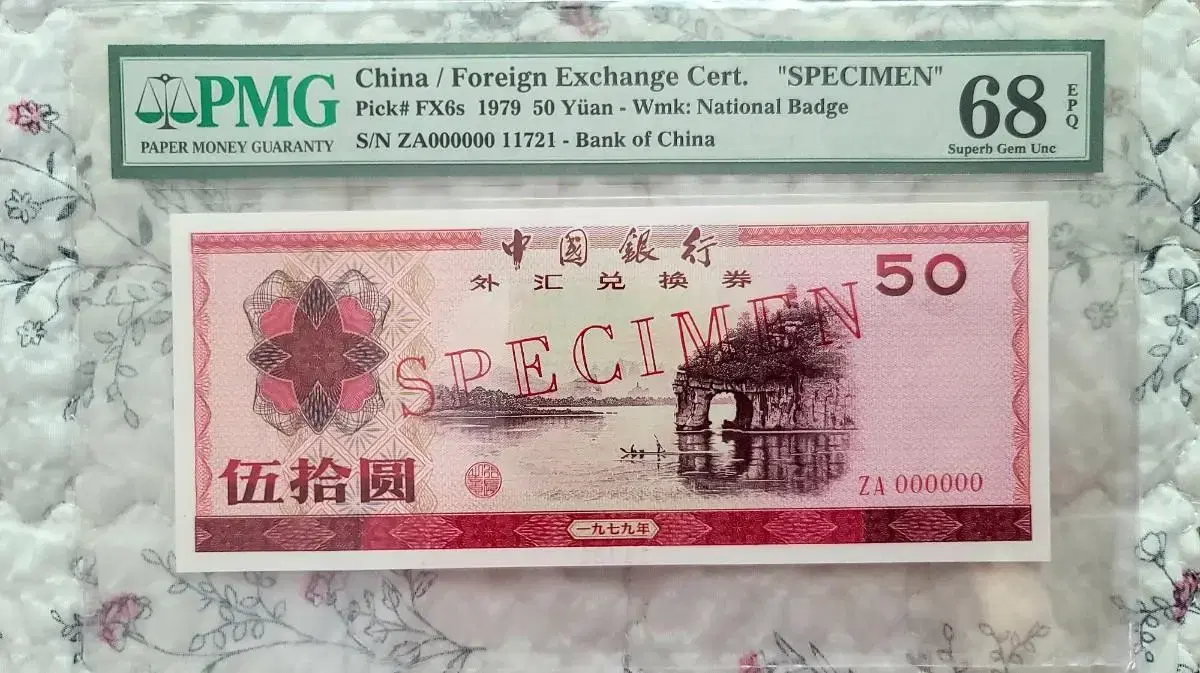 PMG
PAPER MONEY GUARANTY
China / Foreign Exchange Cert. "SPECIMEN"
Pick# FX6s 1979 50 Yüan - Wmk: National Badge
S/N ZA000000 11721 - Bank of China
68
EPQ
Superb Gem Unc
中國銀行
外汇兑换券
50
SPECIMEN
伍拾圆
ZA 000000
一九七九年